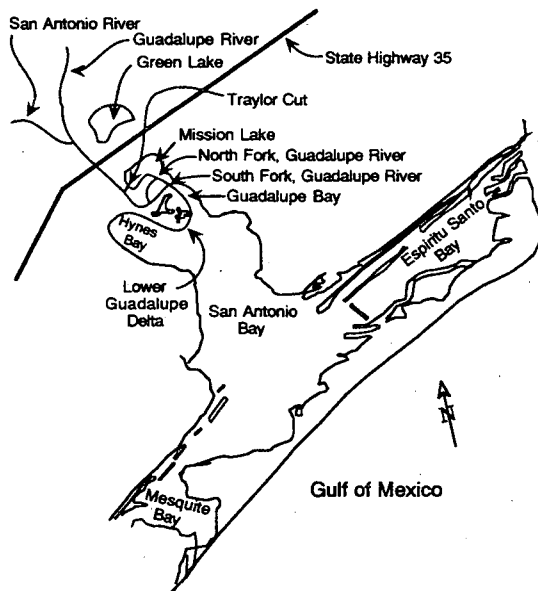 San Antonio River
Guadalupe River
Green Lake
State Highway 35
Traylor Cut
Mission Lake
North Fork, Guadalupe River
South Fork, Guadalupe River
Guadalupe Bay
Hynes
Bay
Espiritu Santo
Bay
Lower
Guadalupe
Delta
San Antonio
Bay
N
Mesquite
Bay
Gulf of Mexico